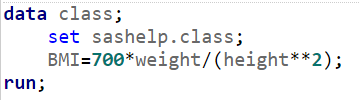 data class;
    set sashelp.class;
    BMI=700*weight/(height**2);
run;